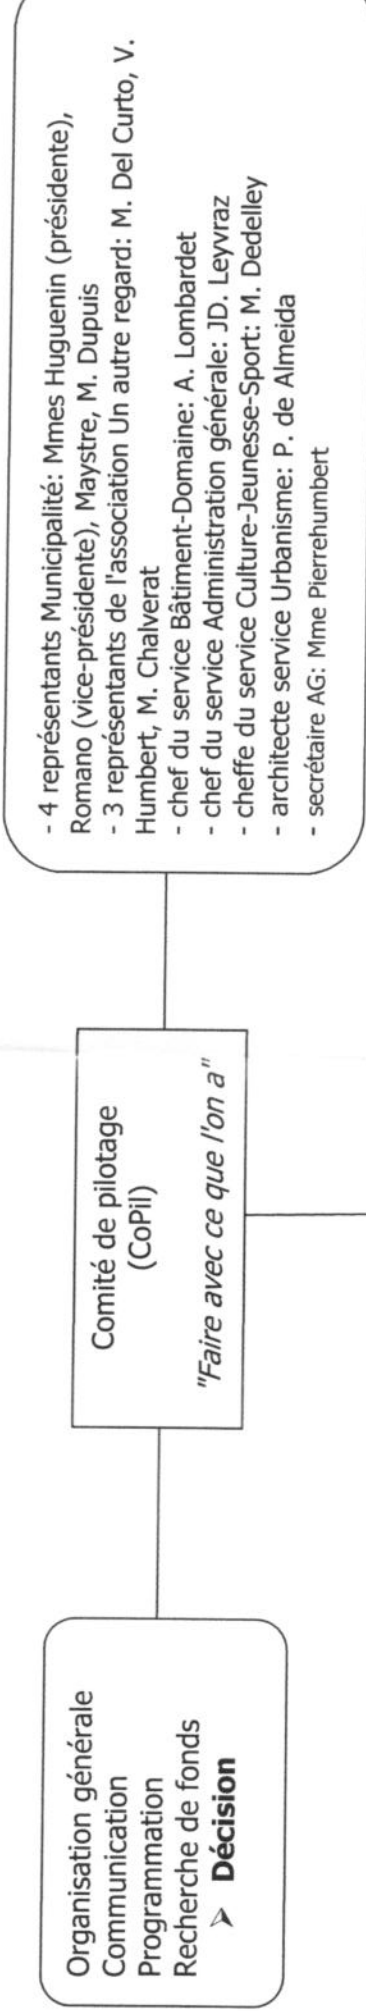 Organisation générale
Communication
Programmation
Recherche de fonds
➢ Décision
Comité de pilotage
(CoPil)
"Faire avec ce que l'on a"
- 4 représentants Municipalité: Mmes Huguenin (présidente),
Romano (vice-présidente), Maystre, M. Dupuis
- 3 représentants de l'association Un autre regard: M. Del Curto, V.
Humbert, M. Chalverat
- chef du service Bâtiment-Domaine: A. Lombardet
- chef du service Administration générale: JD. Leyvraz
- cheffe du service Culture-Jeunesse-Sport: M. Dedelley
- architecte service Urbanisme: P. de Almeida
- secrétaire AG: Mme Pierrehumbert